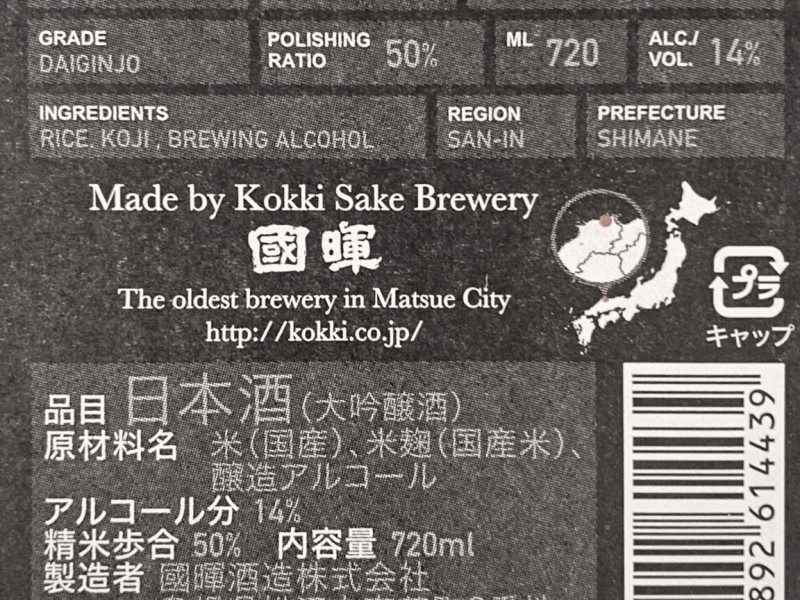 GRADE
DAIGINJO
POLISHING RATIO 50%
ML 720
ALC./VOL. 14%
INGREDIENTS
RICE, KOJI , BREWING ALCOHOL
REGION
SAN-IN
PREFECTURE
SHIMANE
Made by Kokki Sake Brewery
國暉
The oldest brewery in Matsue City
http://kokki.co.jp/
プラ
キャップ
品目 日本酒(大吟醸酒)
原材料名 米(国産)、米麹(国産米)、
醸造アルコール
アルコール分 14%
精米歩合 50% 内容量 720ml
製造者 國暉酒造株式会社
892614439